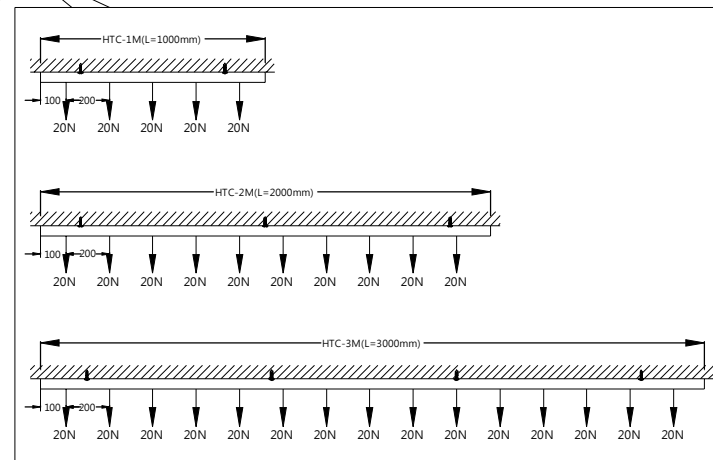 HTC-1M(L=1000mm)
100 200
20N 20N 20N 20N 20N
HTC-2M(L=2000mm)
100 200
20N 20N 20N 20N 20N 20N 20N 20N 20N 20N
HTC-3M(L=3000mm)
100 200
20N 20N 20N 20N 20N 20N 20N 20N 20N 20N 20N 20N 20N 20N 20N